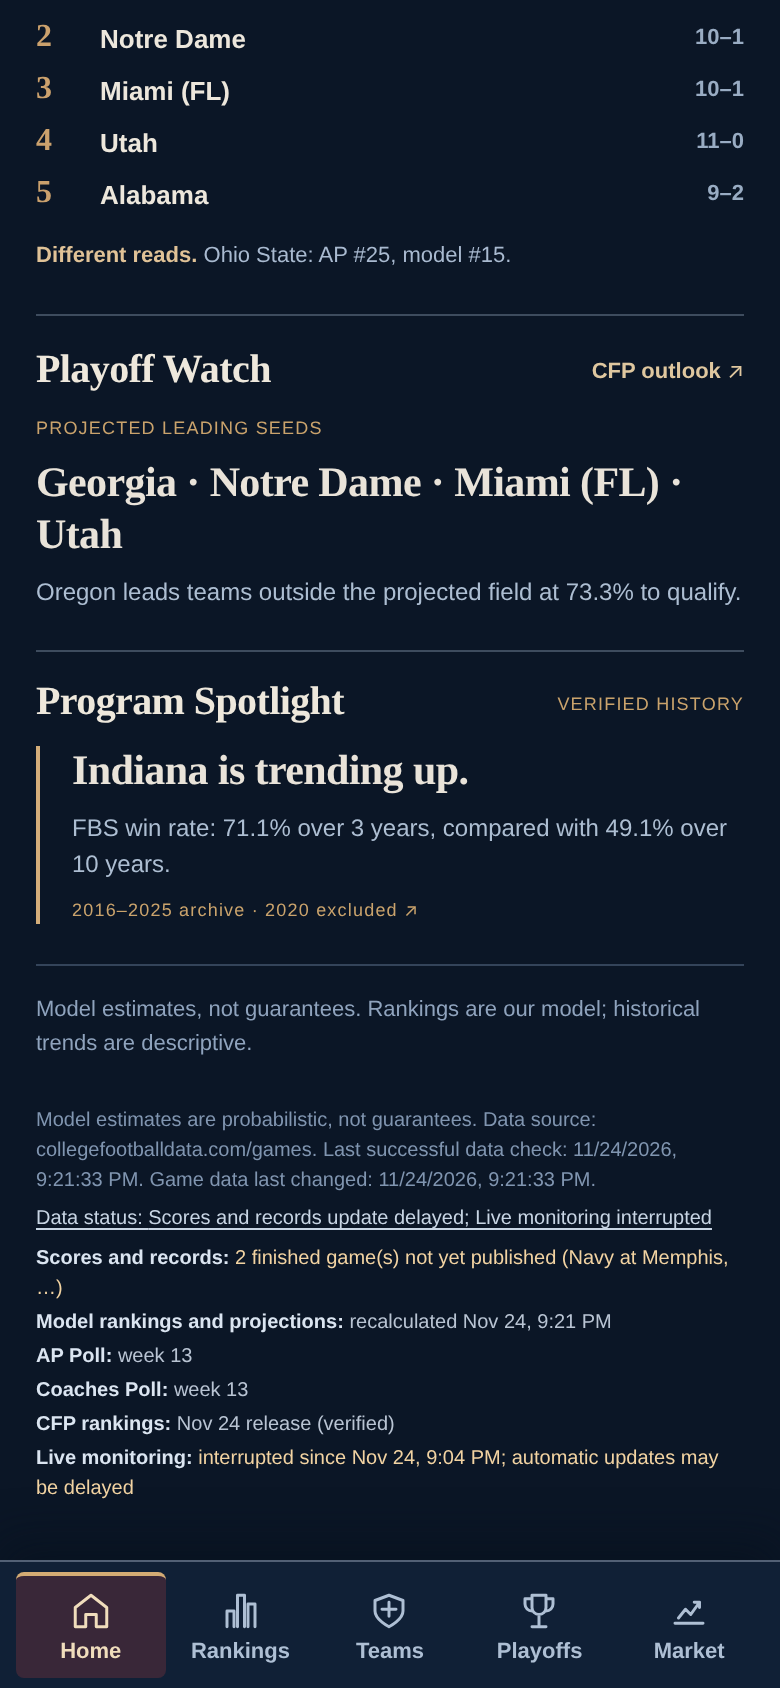 2 Notre Dame 10–1
3 Miami (FL) 10–1
4 Utah 11–0
5 Alabama 9–2
Different reads. Ohio State: AP #25, model #15.
Playoff Watch CFP outlook ↗
PROJECTED LEADING SEEDS
Georgia · Notre Dame · Miami (FL) ·
Utah
Oregon leads teams outside the projected field at 73.3% to qualify.
Program Spotlight VERIFIED HISTORY
Indiana is trending up.
FBS win rate: 71.1% over 3 years, compared with 49.1% over
10 years.
2016–2025 archive · 2020 excluded ↗
Model estimates, not guarantees. Rankings are our model; historical
trends are descriptive.
Model estimates are probabilistic, not guarantees. Data source:
collegefootballdata.com/games. Last successful data check: 11/24/2026,
9:21:33 PM. Game data last changed: 11/24/2026, 9:21:33 PM.
Data status: Scores and records update delayed; Live monitoring interrupted
Scores and records: 2 finished game(s) not yet published (Navy at Memphis,
…)
Model rankings and projections: recalculated Nov 24, 9:21 PM
AP Poll: week 13
Coaches Poll: week 13
CFP rankings: Nov 24 release (verified)
Live monitoring: interrupted since Nov 24, 9:04 PM; automatic updates may
be delayed
Home Rankings Teams Playoffs Market